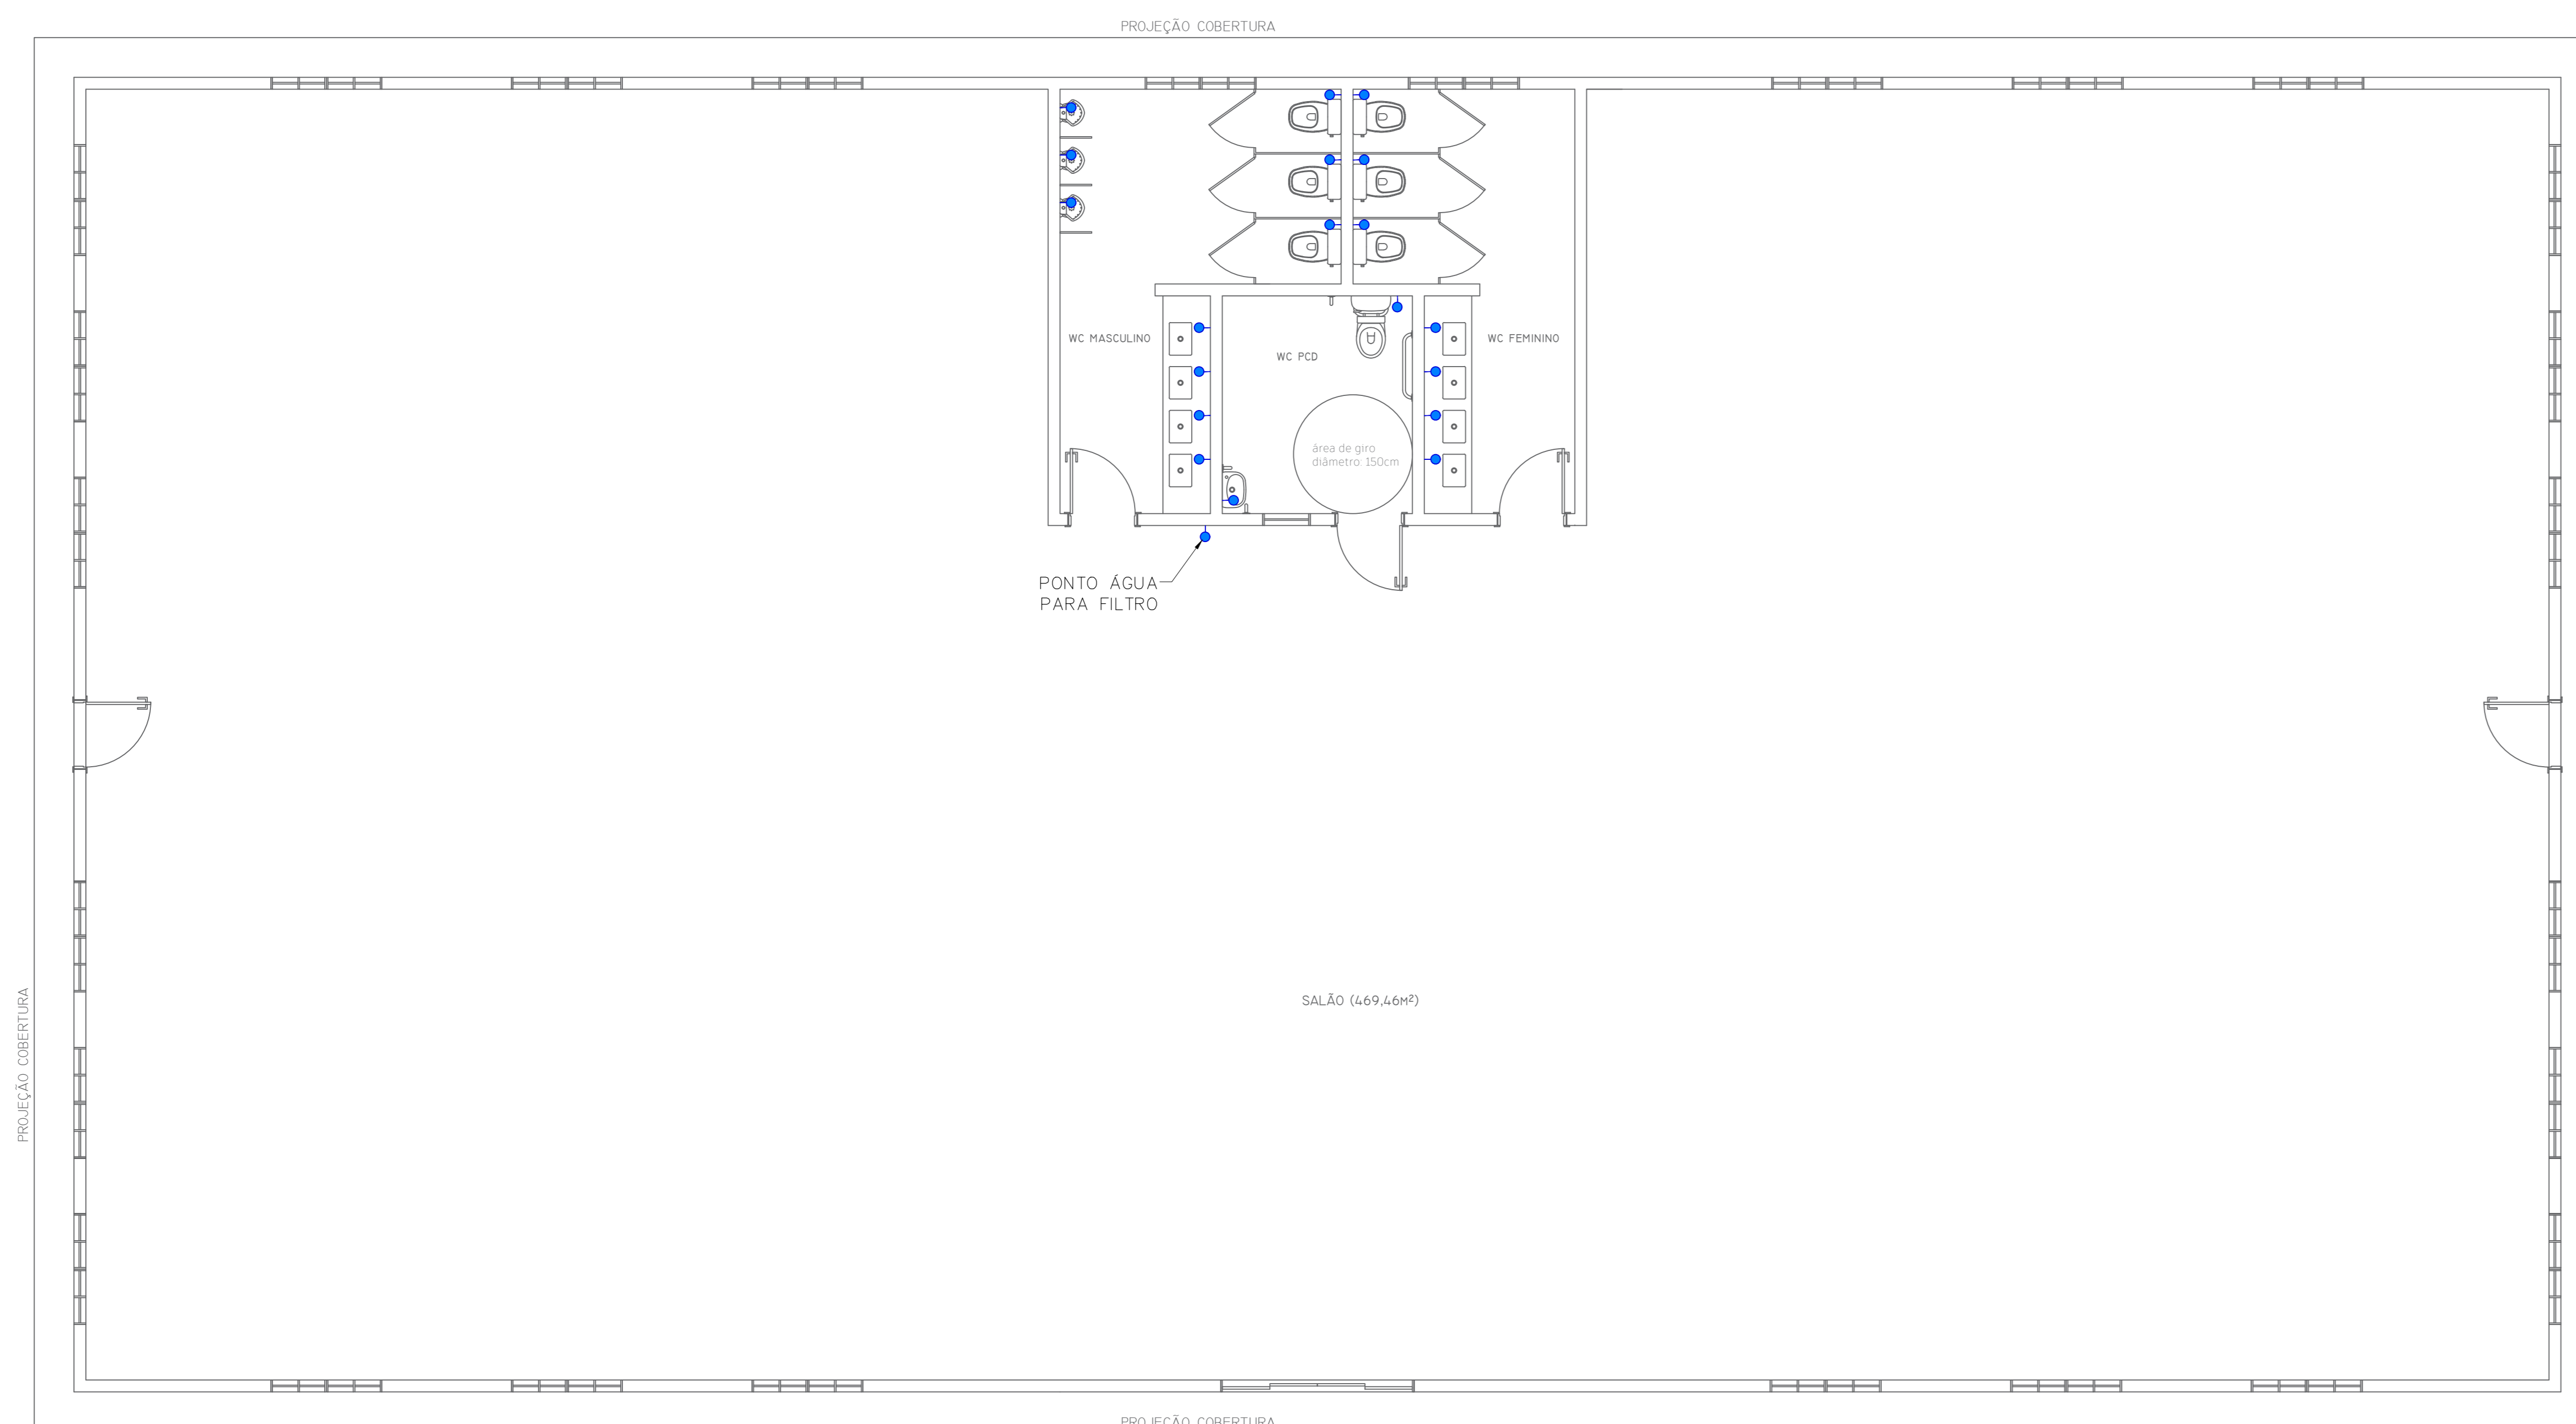 PROJEÇÃO COBERTURA
WC MASCULINO
WC PCD
WC FEMININO
área de giro
diâmetro: 150cm
PONTO ÁGUA
PARA FILTRO
SALÃO (469,46M²)
PROJEÇÃO COBERTURA
PROJEÇÃO COBERTURA